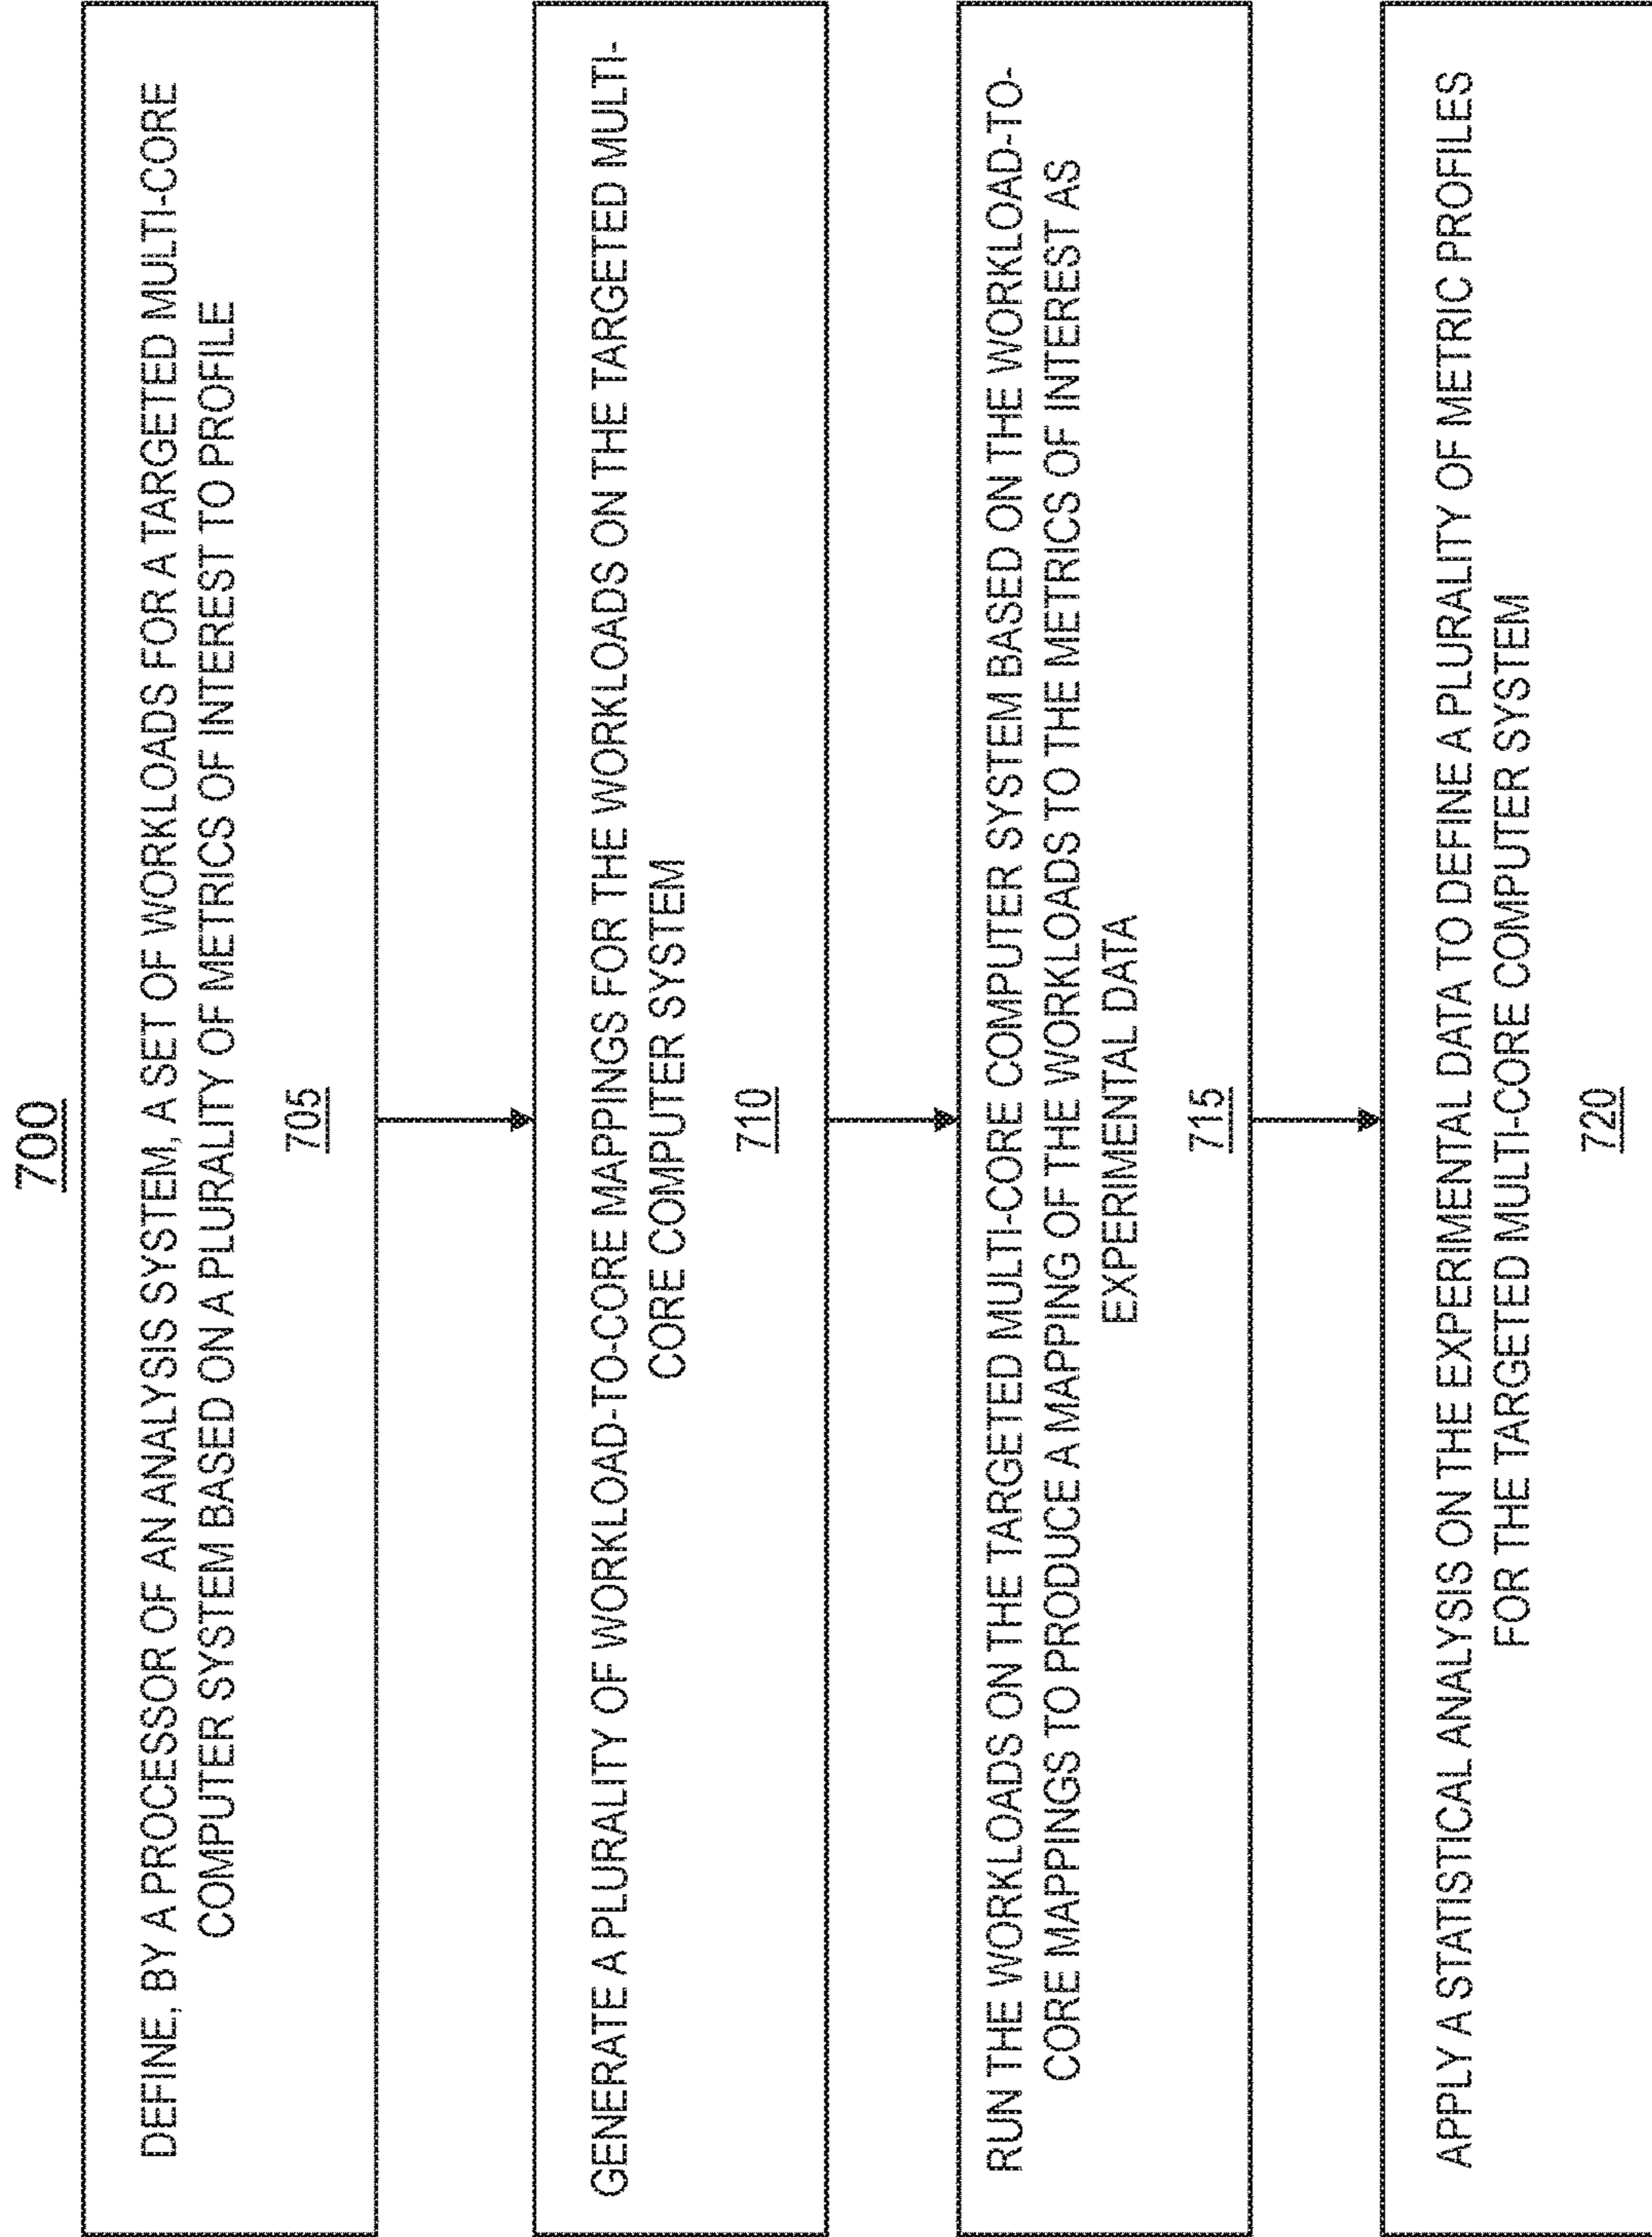 700
DEFINE, BY A PROCESSOR OF AN ANALYSIS SYSTEM, A SET OF WORKLOADS FOR A TARGETED MULTI-CORE
COMPUTER SYSTEM BASED ON A PLURALITY OF METRICS OF INTEREST TO PROFILE
705
GENERATE A PLURALITY OF WORKLOAD-TO-CORE MAPPINGS FOR THE WORKLOADS ON THE TARGETED MULTI-
CORE COMPUTER SYSTEM
710
RUN THE WORKLOADS ON THE TARGETED MULTI-CORE COMPUTER SYSTEM BASED ON THE WORKLOAD-TO-
CORE MAPPINGS TO PRODUCE A MAPPING OF THE WORKLOADS TO THE METRICS OF INTEREST AS
EXPERIMENTAL DATA
715
APPLY A STATISTICAL ANALYSIS ON THE EXPERIMENTAL DATA TO DEFINE A PLURALITY OF METRIC PROFILES
FOR THE TARGETED MULTI-CORE COMPUTER SYSTEM
720